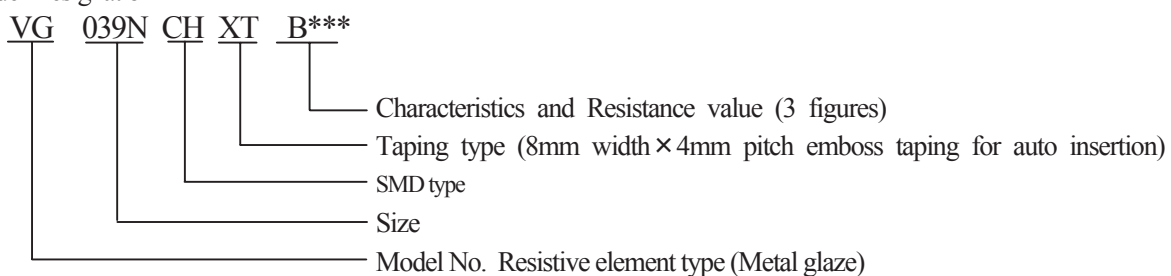 VG 039N CH XT B***
Characteristics and Resistance value (3 figures)
Taping type (8mm width×4mm pitch emboss taping for auto insertion)
SMD type
Size
Model No. Resistive element type (Metal glaze)